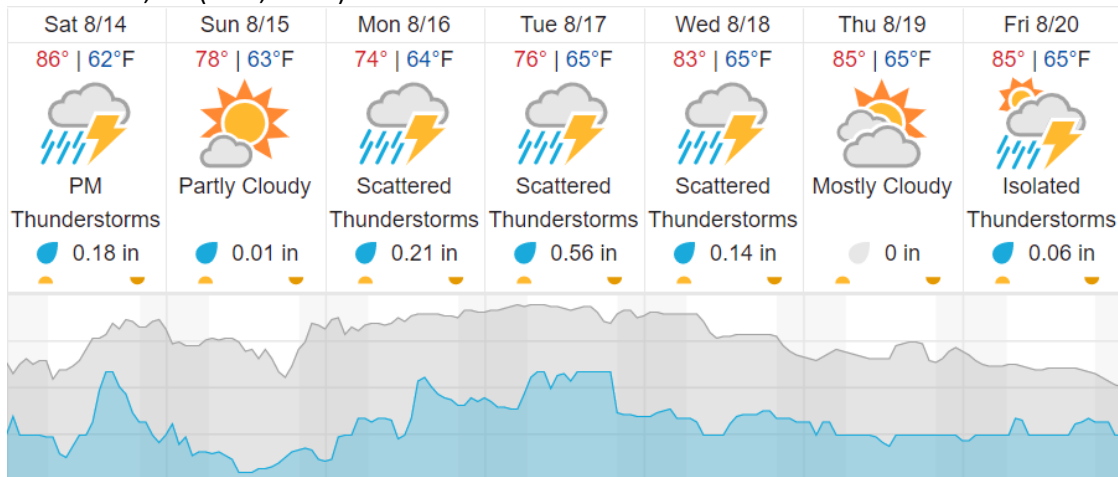 Sat 8/14 Sun 8/15 Mon 8/16 Tue 8/17 Wed 8/18 Thu 8/19 Fri 8/20
86° | 62°F 78° | 63°F 74° | 64°F 76° | 65°F 83° | 65°F 85° | 65°F 85° | 65°F
PM Partly Cloudy Scattered Scattered Scattered Mostly Cloudy Isolated
Thunderstorms Thunderstorms Thunderstorms Thunderstorms Thunderstorms
0.18 in 0.01 in 0.21 in 0.56 in 0.14 in 0 in 0.06 in